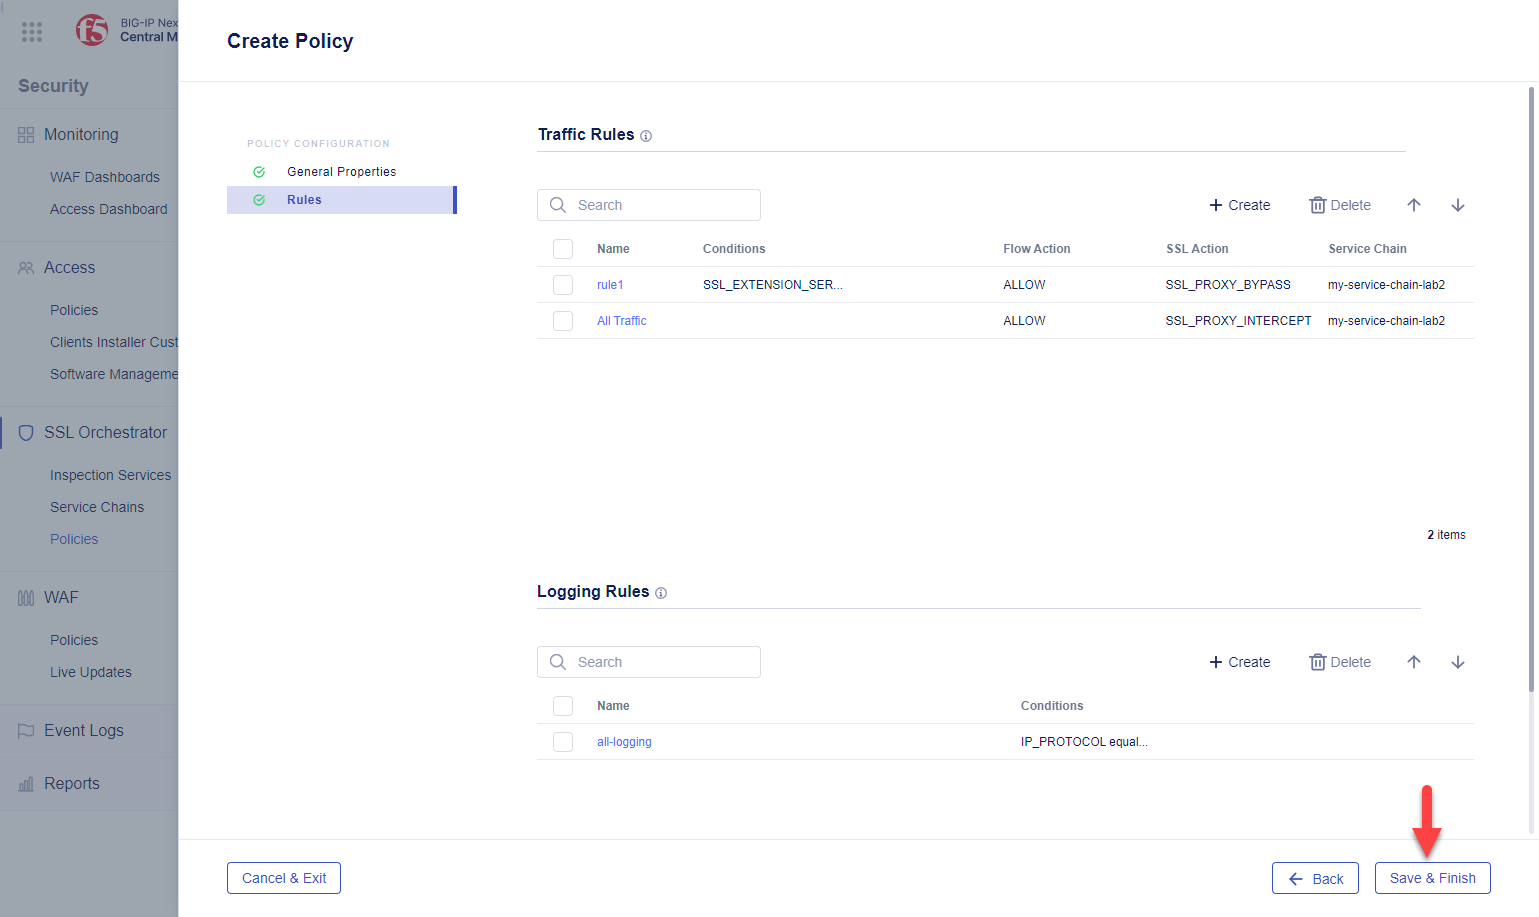 BIG-IP Nex
Central M
Security
Monitoring
WAF Dashboards
Access Dashboard
Access
Policies
Clients Installer Cust
Software Manageme
SSL Orchestrator
Inspection Services
Service Chains
Policies
WAF
Policies
Live Updates
Event Logs
Reports
Create Policy
POLICY CONFIGURATION
General Properties
Rules
Traffic Rules
Search
Create Delete
Name Conditions Flow Action SSL Action Service Chain
rule1 SSL_EXTENSION_SER... ALLOW SSL_PROXY_BYPASS my-service-chain-lab2
All Traffic ALLOW SSL_PROXY_INTERCEPT my-service-chain-lab2
2 items
Logging Rules
Search
Create Delete
Name Conditions
all-logging IP_PROTOCOL equal...
Cancel & Exit Back Save & Finish